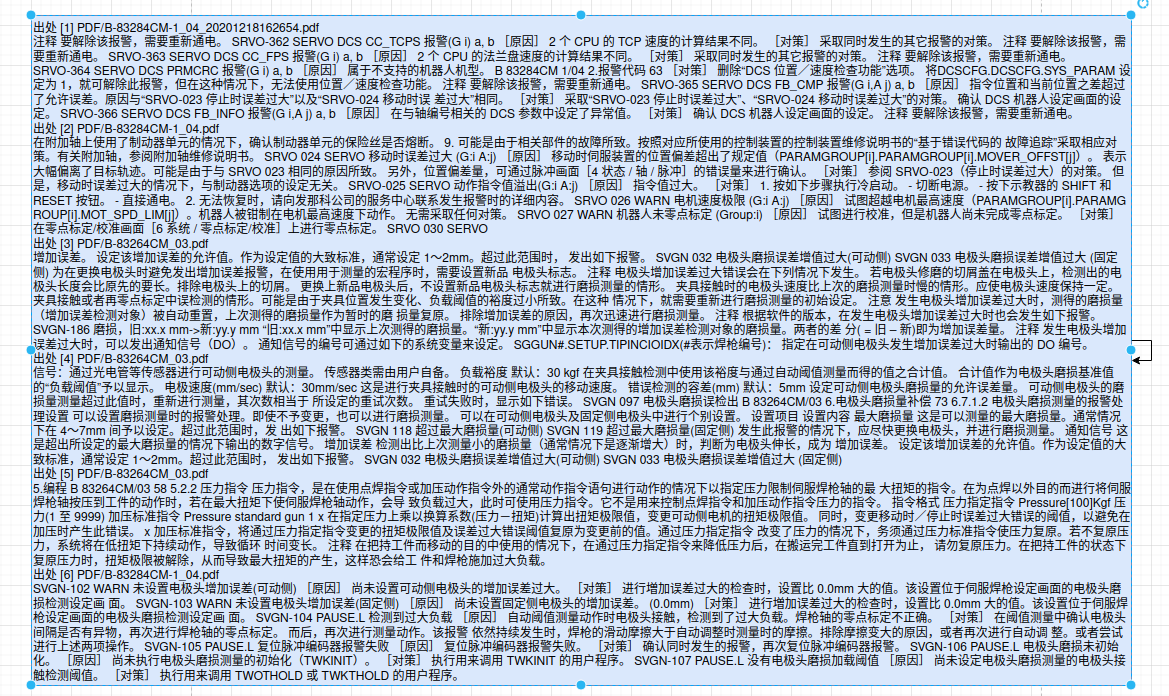 出处 [1] PDF/B-83284CM-1_04_20201218162654.pdf
注释 要解除该报警，需要重新通电。 SRVO-362 SERVO DCS CC_TCPS 报警(G i) a, b ［原因］ 2 个 CPU 的 TCP 速度的计算结果不同。 ［对策］ 采取同时发生的其它报警的对策。 注释 要解除该报警，需
要重新通电。 SRVO-363 SERVO DCS CC_FPS 报警(G i) a, b ［原因］ 2 个 CPU 的法兰盘速度的计算结果不同。 ［对策］ 采取同时发生的其它报警的对策。 注释 要解除该报警，需要重新通电。
SRVO-364 SERVO DCS PRMCRC 报警(G i) a, b ［原因］ 属于不支持的机器人机型。 B 83284CM 1/04 2.报警代码 63 ［对策］ 删除“DCS 位置／速度检查功能”选项。 将DCSCFG.DCSCFG.SYS_PARAM 设
定为 1，就可解除此报警，但在这种情况下，无法使用位置／速度检查功能。 注释 要解除该报警，需要重新通电。 SRVO-365 SERVO DCS FB_CMP 报警(G i,A j) a, b ［原因］ 指令位置和当前位置之差超过
了允许误差。原因与“SRVO-023 停止时误差过大”以及“SRVO-024 移动时误 差过大”相同。 ［对策］ 采取“SRVO-023 停止时误差过大”、“SRVO-024 移动时误差过大”的对策。 确认 DCS 机器人设定画面的设
定。 SRVO-366 SERVO DCS FB_INFO 报警(G i,A j) a, b ［原因］ 在与轴编号相关的 DCS 参数中设定了异常值。 ［对策］ 确认 DCS 机器人设定画面的设定。 注释 要解除该报警，需要重新通电。
出处 [2] PDF/B-83284CM-1_04.pdf
在附加轴上使用了制动器单元的情况下，确认制动器单元的保险丝是否熔断。 9. 可能是由于相关部件的故障所致。按照对应所使用的控制装置的控制装置维修说明书的“基于错误代码的 故障追踪”采取相应对
策。有关附加轴，参阅附加轴维修说明书。 SRVO 024 SERVO 移动时误差过大 (G:i A:j) ［原因］ 移动时伺服装置的位置偏差超出了规定值（PARAMGROUP[i].PARAMGROUP[i].MOVER_OFFST[j]）。 表示
大幅偏离了目标轨迹。可能是由于与 SRVO 023 相同的原因所致。 另外，位置偏差量，可通过脉冲画面［4 状态 / 轴 / 脉冲］的错误量来进行确认。 ［对策］ 参阅 SRVO-023（停止时误差过大）的对策。 但
是，移动时误差过大的情况下，与制动器选项的设定无关。 SRVO-025 SERVO 动作指令值溢出(G:i A:j) ［原因］ 指令值过大。 ［对策］ 1. 按如下步骤执行冷启动。 - 切断电源。 - 按下示教器的 SHIFT 和
RESET 按钮。 - 直接通电。 2. 无法恢复时，请向发那科公司的服务中心联系发生报警时的详细内容。 SRVO 026 WARN 电机速度极限 (G:i A:j) ［原因］ 试图超越电机最高速度（PARAMGROUP[i].PARAMG
ROUP[i].MOT_SPD_LIM[j]）。机器人被钳制在电机最高速度下动作。 无需采取任何对策。 SRVO 027 WARN 机器人未零点标定 (Group:i) ［原因］ 试图进行校准，但是机器人尚未完成零点标定。 ［对策］
在零点标定/校准画面［6 系统 / 零点标定/校准］上进行零点标定。 SRVO 030 SERVO
出处 [3] PDF/B-83264CM_03.pdf
增加误差。 设定该增加误差的允许值。作为设定值的大致标准，通常设定 1～2mm。超过此范围时， 发出如下报警。 SVGN 032 电极头磨损误差增值过大(可动侧) SVGN 033 电极头磨损误差增值过大 (固定
侧) 为在更换电极头时避免发出增加误差报警，在使用用于测量的宏程序时，需要设置新品 电极头标志。 注释 电极头增加误差过大错误会在下列情况下发生。 若电极头修磨的切屑盖在电极头上，检测出的电
极头长度会比原先的要长。排除电极头上的切屑。 更换上新品电极头后，不设置新品电极头标志就进行磨损测量的情形。 夹具接触时的电极头速度比上次的磨损测量时慢的情形。应使电极头速度保持一定。
夹具接触或者再零点标定中误检测的情形。可能是由于夹具位置发生变化、负载阈值的裕度过小所致。在这种 情况下，就需要重新进行磨损测量的初始设定。 注意 发生电极头增加误差过大时，测得的磨损量
（增加误差检测对象）被自动重置，上次测得的磨损量作为暂时的磨 损量复原。 排除增加误差的原因，再次迅速进行磨损测量。 注释 根据软件的版本，在发生电极头增加误差过大时也会发生如下报警。
SVGN-186 磨损，旧:xx.x mm->新:yy.y mm “旧:xx.x mm”中显示上次测得的磨损量。“新:yy.y mm”中显示本次测得的增加误差检测对象的磨损量。两者的差 分( = 旧 – 新)即为增加误差量。 注释 发生电极头增加
误差过大时，可以发出通知信号（DO）。 通知信号的编号可通过如下的系统变量来设定。 SGGUN#.SETUP.TIPINCIOIDX(#表示焊枪编号)： 指定在可动侧电极头发生增加误差过大时输出的 DO 编号。
出处 [4] PDF/B-83264CM_03.pdf
信号：通过光电管等传感器进行可动侧电极头的测量。 传感器类需由用户自备。 负载裕度 默认：30 kgf 在夹具接触检测中使用该裕度与通过自动阈值测量而得的值之合计值。 合计值作为电极头磨损基准值
的“负载阈值”予以显示。 电极速度(mm/sec) 默认：30mm/sec 这是进行夹具接触时的可动侧电极头的移动速度。 错误检测的容差(mm) 默认：5mm 设定可动侧电极头磨损量的允许误差量。 可动侧电极头的磨
损量测量超过此值时，重新进行测量，其次数相当于 所设定的重试次数。 重试失败时，显示如下错误。 SVGN 097 电极头磨损误检出 B 83264CM/03 6.电极头磨损量补偿 73 6.7.1.2 电极头磨损测量的报警处
理设置 可以设置磨损测量时的报警处理。即使不予变更，也可以进行磨损测量。 可以在可动侧电极头及固定侧电极头中进行个别设置。 设置项目 设置内容 最大磨损量 这是可以测量的最大磨损量。通常情况
下在 4～7mm 间予以设定。超过此范围时，发 出如下报警。 SVGN 118 超过最大磨损量(可动侧) SVGN 119 超过最大磨损量(固定侧) 发生此报警的情况下，应尽快更换电极头，并进行磨损测量。 通知信号 这
是超出所设定的最大磨损量的情况下输出的数字信号。 增加误差 检测出比上次测量小的磨损量（通常情况下是逐渐增大）时，判断为电极头伸长，成为 增加误差。 设定该增加误差的允许值。作为设定值的大
致标准，通常设定 1～2mm。超过此范围时， 发出如下报警。 SVGN 032 电极头磨损误差增值过大(可动侧) SVGN 033 电极头磨损误差增值过大 (固定侧)
出处 [5] PDF/B-83264CM_03.pdf
5.编程 B 83264CM/03 58 5.2.2 压力指令 压力指令，是在使用点焊指令或加压动作指令外的通常动作指令语句进行动作的情况下以指定压力限制伺服焊枪轴的最 大扭矩的指令。在为点焊以外目的而进行将伺服
焊枪轴按压到工件的动作时，若在最大扭矩下使伺服焊枪轴动作，会导 致负载过大，此时可使用压力指令。它不是用来控制点焊指令和加压动作指令压力的指令。 指令格式 压力指定指令 Pressure[100]Kgf 压
力(1 至 9999) 加压标准指令 Pressure standard gun 1 x 在指定压力上乘以换算系数(压力－扭矩)计算出扭矩极限值，变更可动侧电机的扭矩极限值。 同时，变更移动时／停止时误差过大错误的阈值，以避免在
加压时产生此错误。 x 加压标准指令，将通过压力指定指令变更的扭矩极限值及误差过大错误阈值复原为变更前的值。通过压力指定指令 改变了压力的情况下，务须通过压力标准指令使压力复原。若不复原压
力，系统将在低扭矩下持续动作，导致循环 时间变长。 注释 在把持工件而移动的目的中使用的情况下，在通过压力指定指令来降低压力后，在搬运完工件直到打开为止， 请勿复原压力。在把持工件的状态下
复原压力时，扭矩极限被解除，从而导致最大扭矩的产生，这样恐会给工 件和焊枪施加过大负载。
出处 [6] PDF/B-83284CM-1_04.pdf
SVGN-102 WARN 未设置电极头增加误差(可动侧) ［原因］ 尚未设置可动侧电极头的增加误差过大。 ［对策］ 进行增加误差过大的检查时，设置比 0.0mm 大的值。该设置位于伺服焊枪设定画面的电极头磨
损检测设定画 面。 SVGN-103 WARN 未设置电极头增加误差(固定侧) ［原因］ 尚未设置固定侧电极头的增加误差。 (0.0mm) ［对策］ 进行增加误差过大的检查时，设置比 0.0mm 大的值。该设置位于伺服焊
枪设定画面的电极头磨损检测设定画 面。 SVGN-104 PAUSE.L 检测到过大负载 ［原因］ 自动阈值测量动作时电极头接触，检测到了过大负载。焊枪轴的零点标定不正确。 ［对策］ 在阈值测量中确认电极头
间隔是否有异物，再次进行焊枪轴的零点标定。 而后，再次进行测量动作。该报警 依然持续发生时，焊枪的滑动摩擦大于自动调整时测量时的摩擦。排除摩擦变大的原因，或者再次进行自动调 整。或者尝试
进行上述两项操作。 SVGN-105 PAUSE.L 复位脉冲编码器报警失败 ［原因］ 复位脉冲编码器报警失败。 ［对策］ 确认同时发生的报警，再次复位脉冲编码器报警。 SVGN-106 PAUSE.L 电极头磨损未初始
化。 ［原因］ 尚未执行电极头磨损测量的初始化（TWKINIT）。 ［对策］ 执行用来调用 TWKINIT 的用户程序。 SVGN-107 PAUSE.L 没有电极头磨损加载阈值 ［原因］ 尚未设定电极头磨损测量的电极头接
触检测阈值。 ［对策］ 执行用来调用 TWOTHOLD 或 TWKTHOLD 的用户程序。